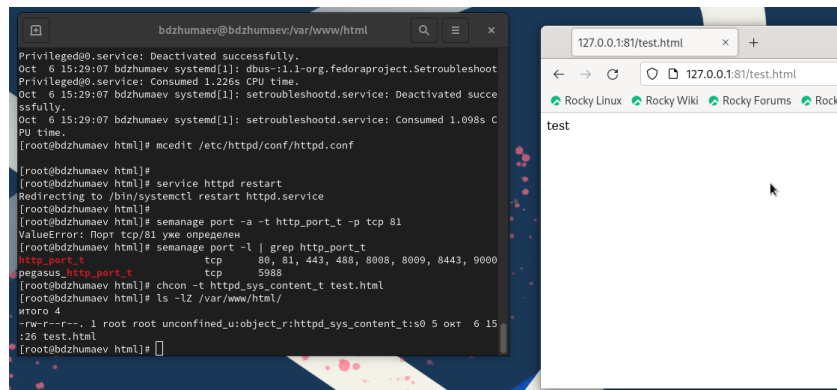 bdzhumaev@bdzhumaev:/var/www/html
Privileged@0.service: Deactivated successfully.
Oct  6 15:29:07 bdzhumaev systemd[1]: dbus-:1.1-org.fedoraproject.Setroubleshoot
Privileged@0.service: Consumed 1.226s CPU time.
Oct  6 15:29:07 bdzhumaev systemd[1]: setroubleshootd.service: Deactivated succe
ssfully.
Oct  6 15:29:07 bdzhumaev systemd[1]: setroubleshootd.service: Consumed 1.098s C
PU time.
[root@bdzhumaev html]# mcedit /etc/httpd/conf/httpd.conf
[root@bdzhumaev html]#
[root@bdzhumaev html]# service httpd restart
Redirecting to /bin/systemctl restart httpd.service
[root@bdzhumaev html]#
[root@bdzhumaev html]# semanage port -a -t http_port_t -p tcp 81
ValueError: Порт tcp/81 уже определен
[root@bdzhumaev html]# semanage port -l | grep http_port_t
http_port_t                    tcp      80, 81, 443, 488, 8008, 8009, 8443, 9000
pegasus_http_port_t            tcp      5988
[root@bdzhumaev html]# chcon -t httpd_sys_content_t test.html
[root@bdzhumaev html]# ls -lZ /var/www/html/
итого 4
-rw-r--r--. 1 root root unconfined_u:object_r:httpd_sys_content_t:s0 5 окт  6 15
:26 test.html
[root@bdzhumaev html]#
127.0.0.1:81/test.html
127.0.0.1:81/test.html
Rocky Linux Rocky Wiki Rocky Forums Rock
test